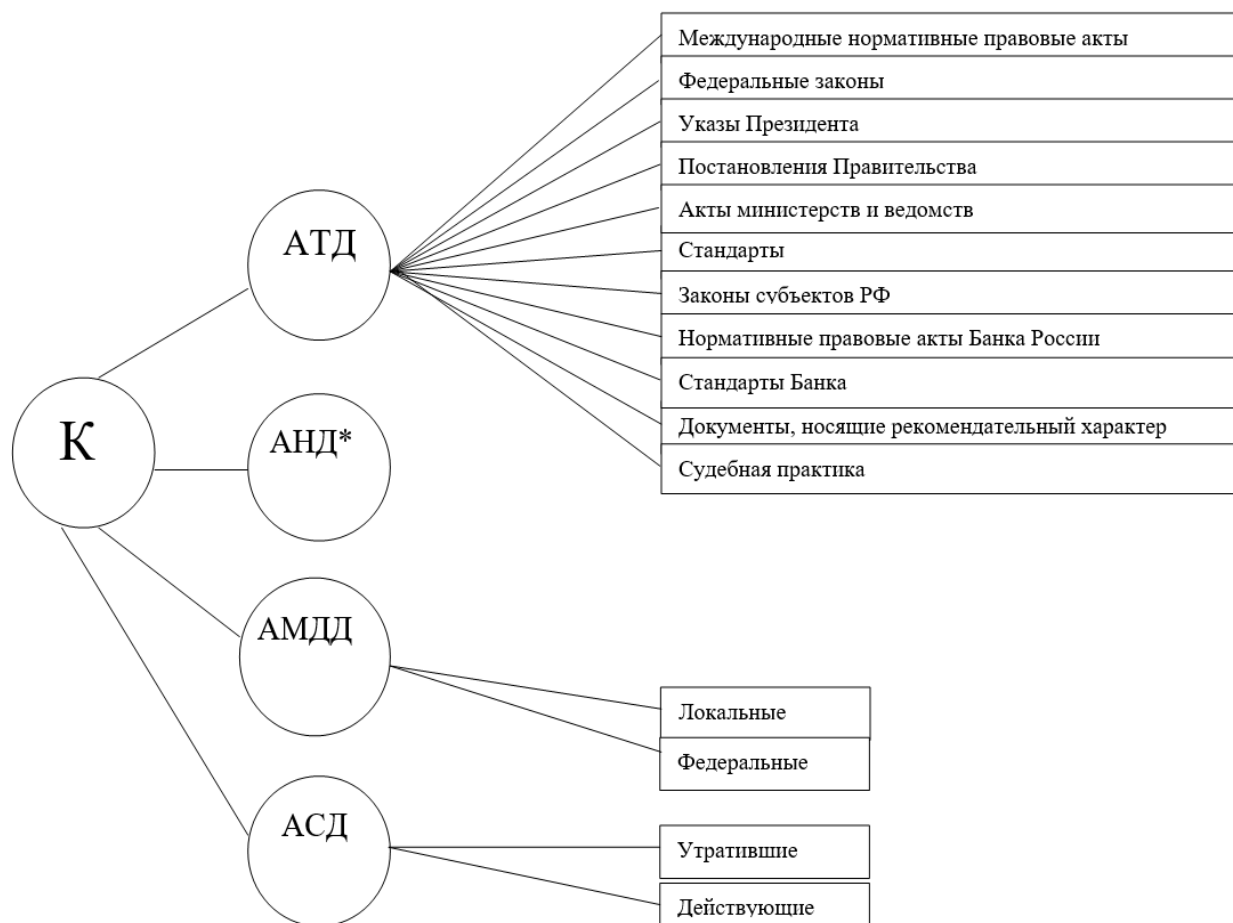 Международные нормативные правовые акты
Федеральные законы
Указы Президента
Постановления Правительства
Акты министерств и ведомств
АТД
Стандарты
Законы субъектов РФ
Нормативные правовые акты Банка России
Стандарты Банка
Документы, носящие рекомендательный характер
Судебная практика
К
АНД*
АМДД
Локальные
Федеральные
АСД
Утратившие
Действующие